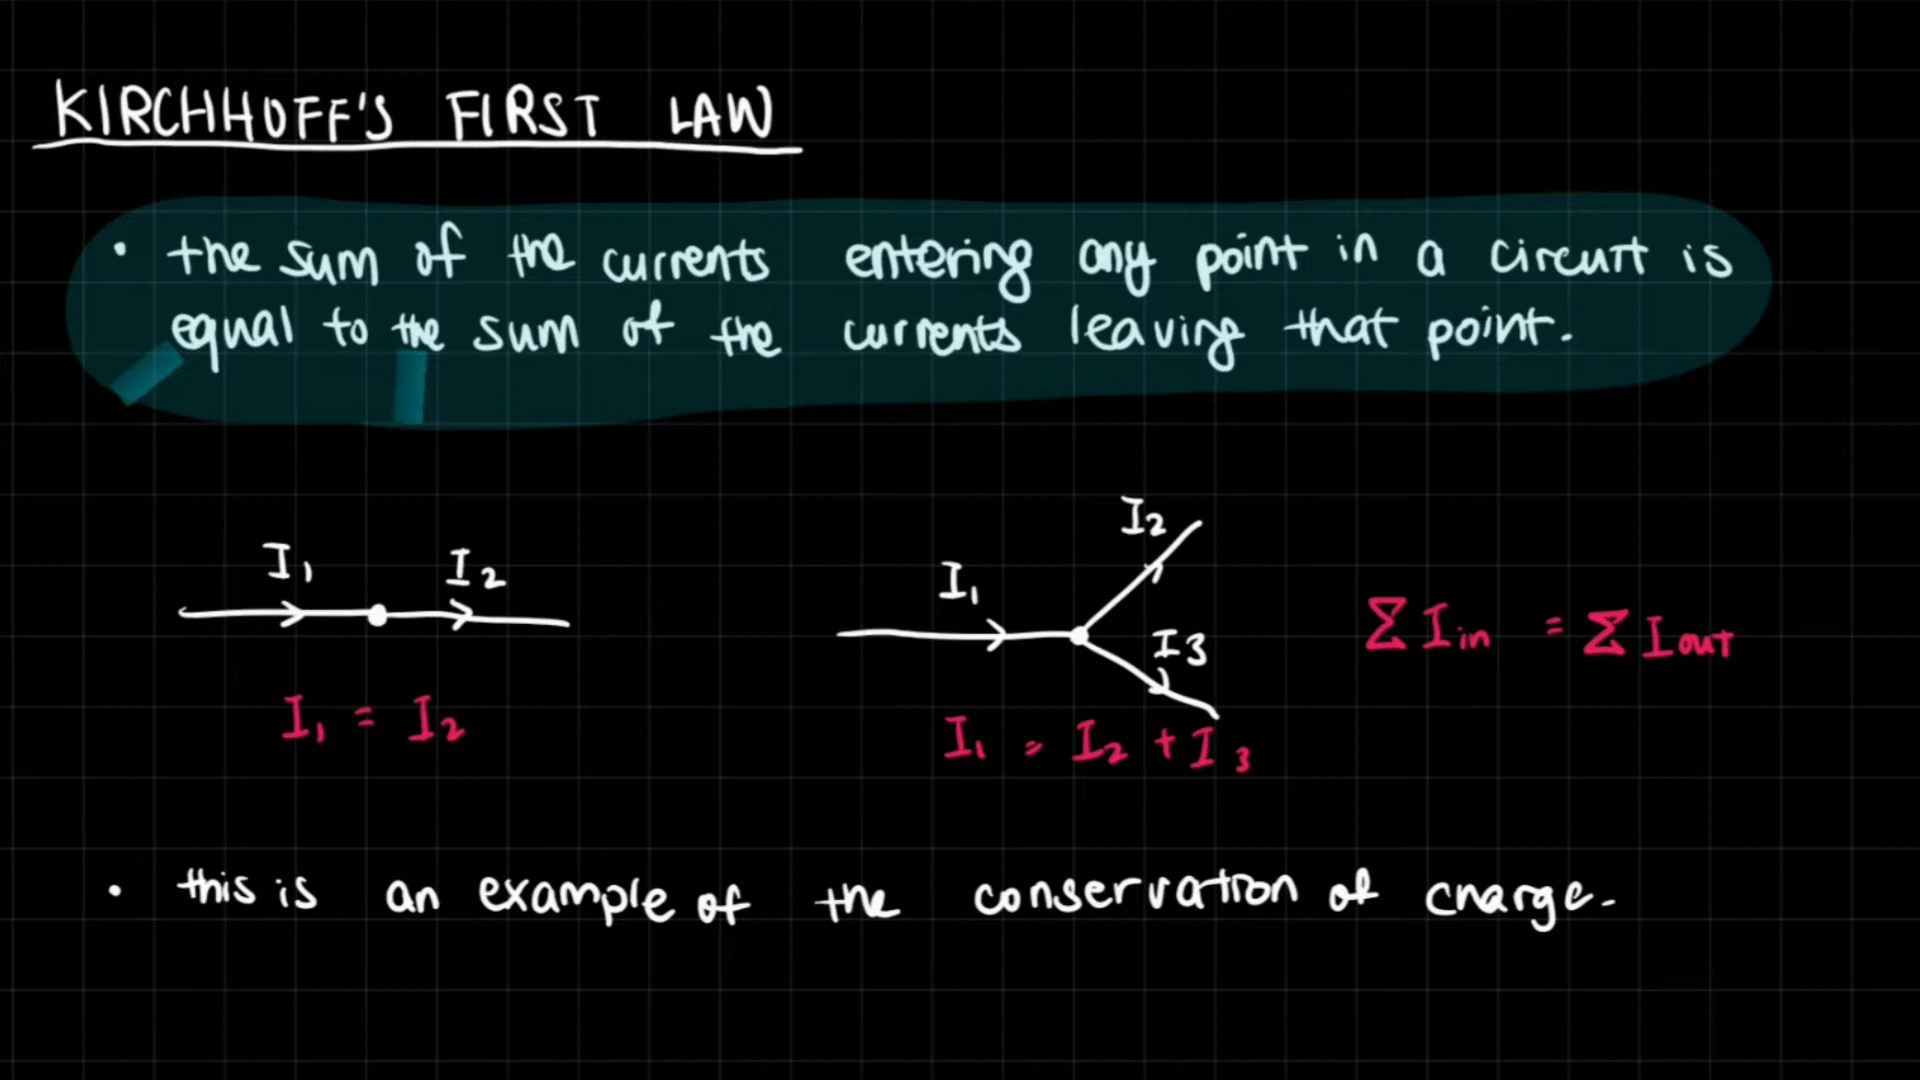 KIRCHHOFF'S FIRST LAW
• the sum of the currents entering any point in a circuit is
equal to the sum of the currents leaving that point.
I₁ I₂
I₁ = I₂
I₁ I₂ I₃
I₁ = I₂ + I₃
Σ I in = Σ I out
• this is an example of the conservation of charge.